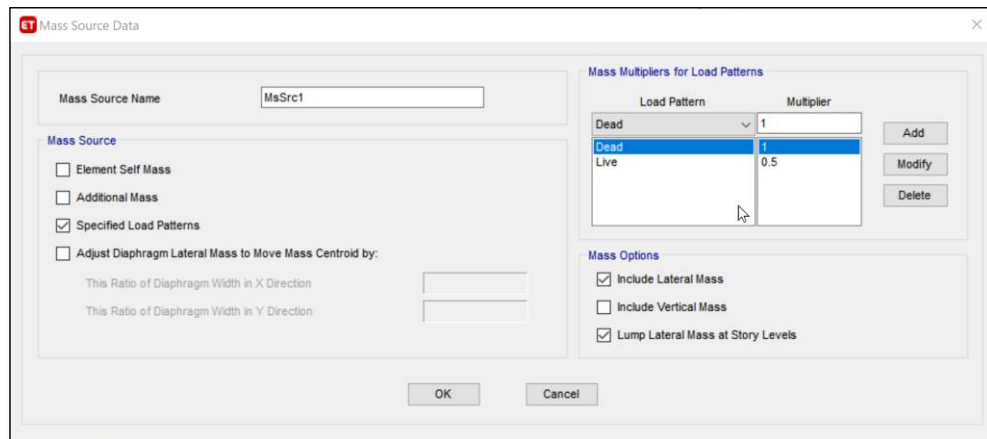 ET Mass Source Data
Mass Source Name MsSrc1
Mass Source
Element Self Mass
Additional Mass
Specified Load Patterns
Adjust Diaphragm Lateral Mass to Move Mass Centroid by:
This Ratio of Diaphragm Width in X Direction
This Ratio of Diaphragm Width in Y Direction
Mass Multipliers for Load Patterns
Load Pattern Multiplier
Dead 1
Dead 1
Live 0.5
Add
Modify
Delete
Mass Options
Include Lateral Mass
Include Vertical Mass
Lump Lateral Mass at Story Levels
OK Cancel